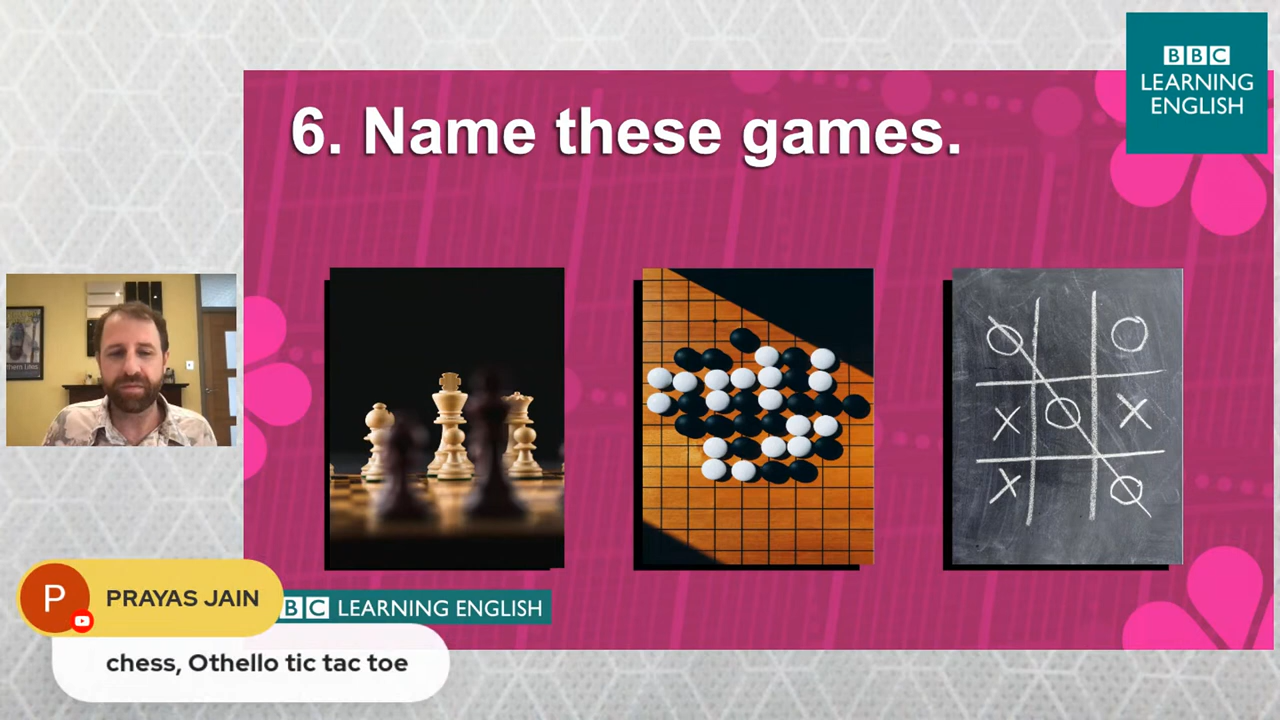 6. Name these games.
BBC
LEARNING
ENGLISH
P
PRAYAS JAIN
BBC LEARNING ENGLISH
chess, Othello tic tac toe